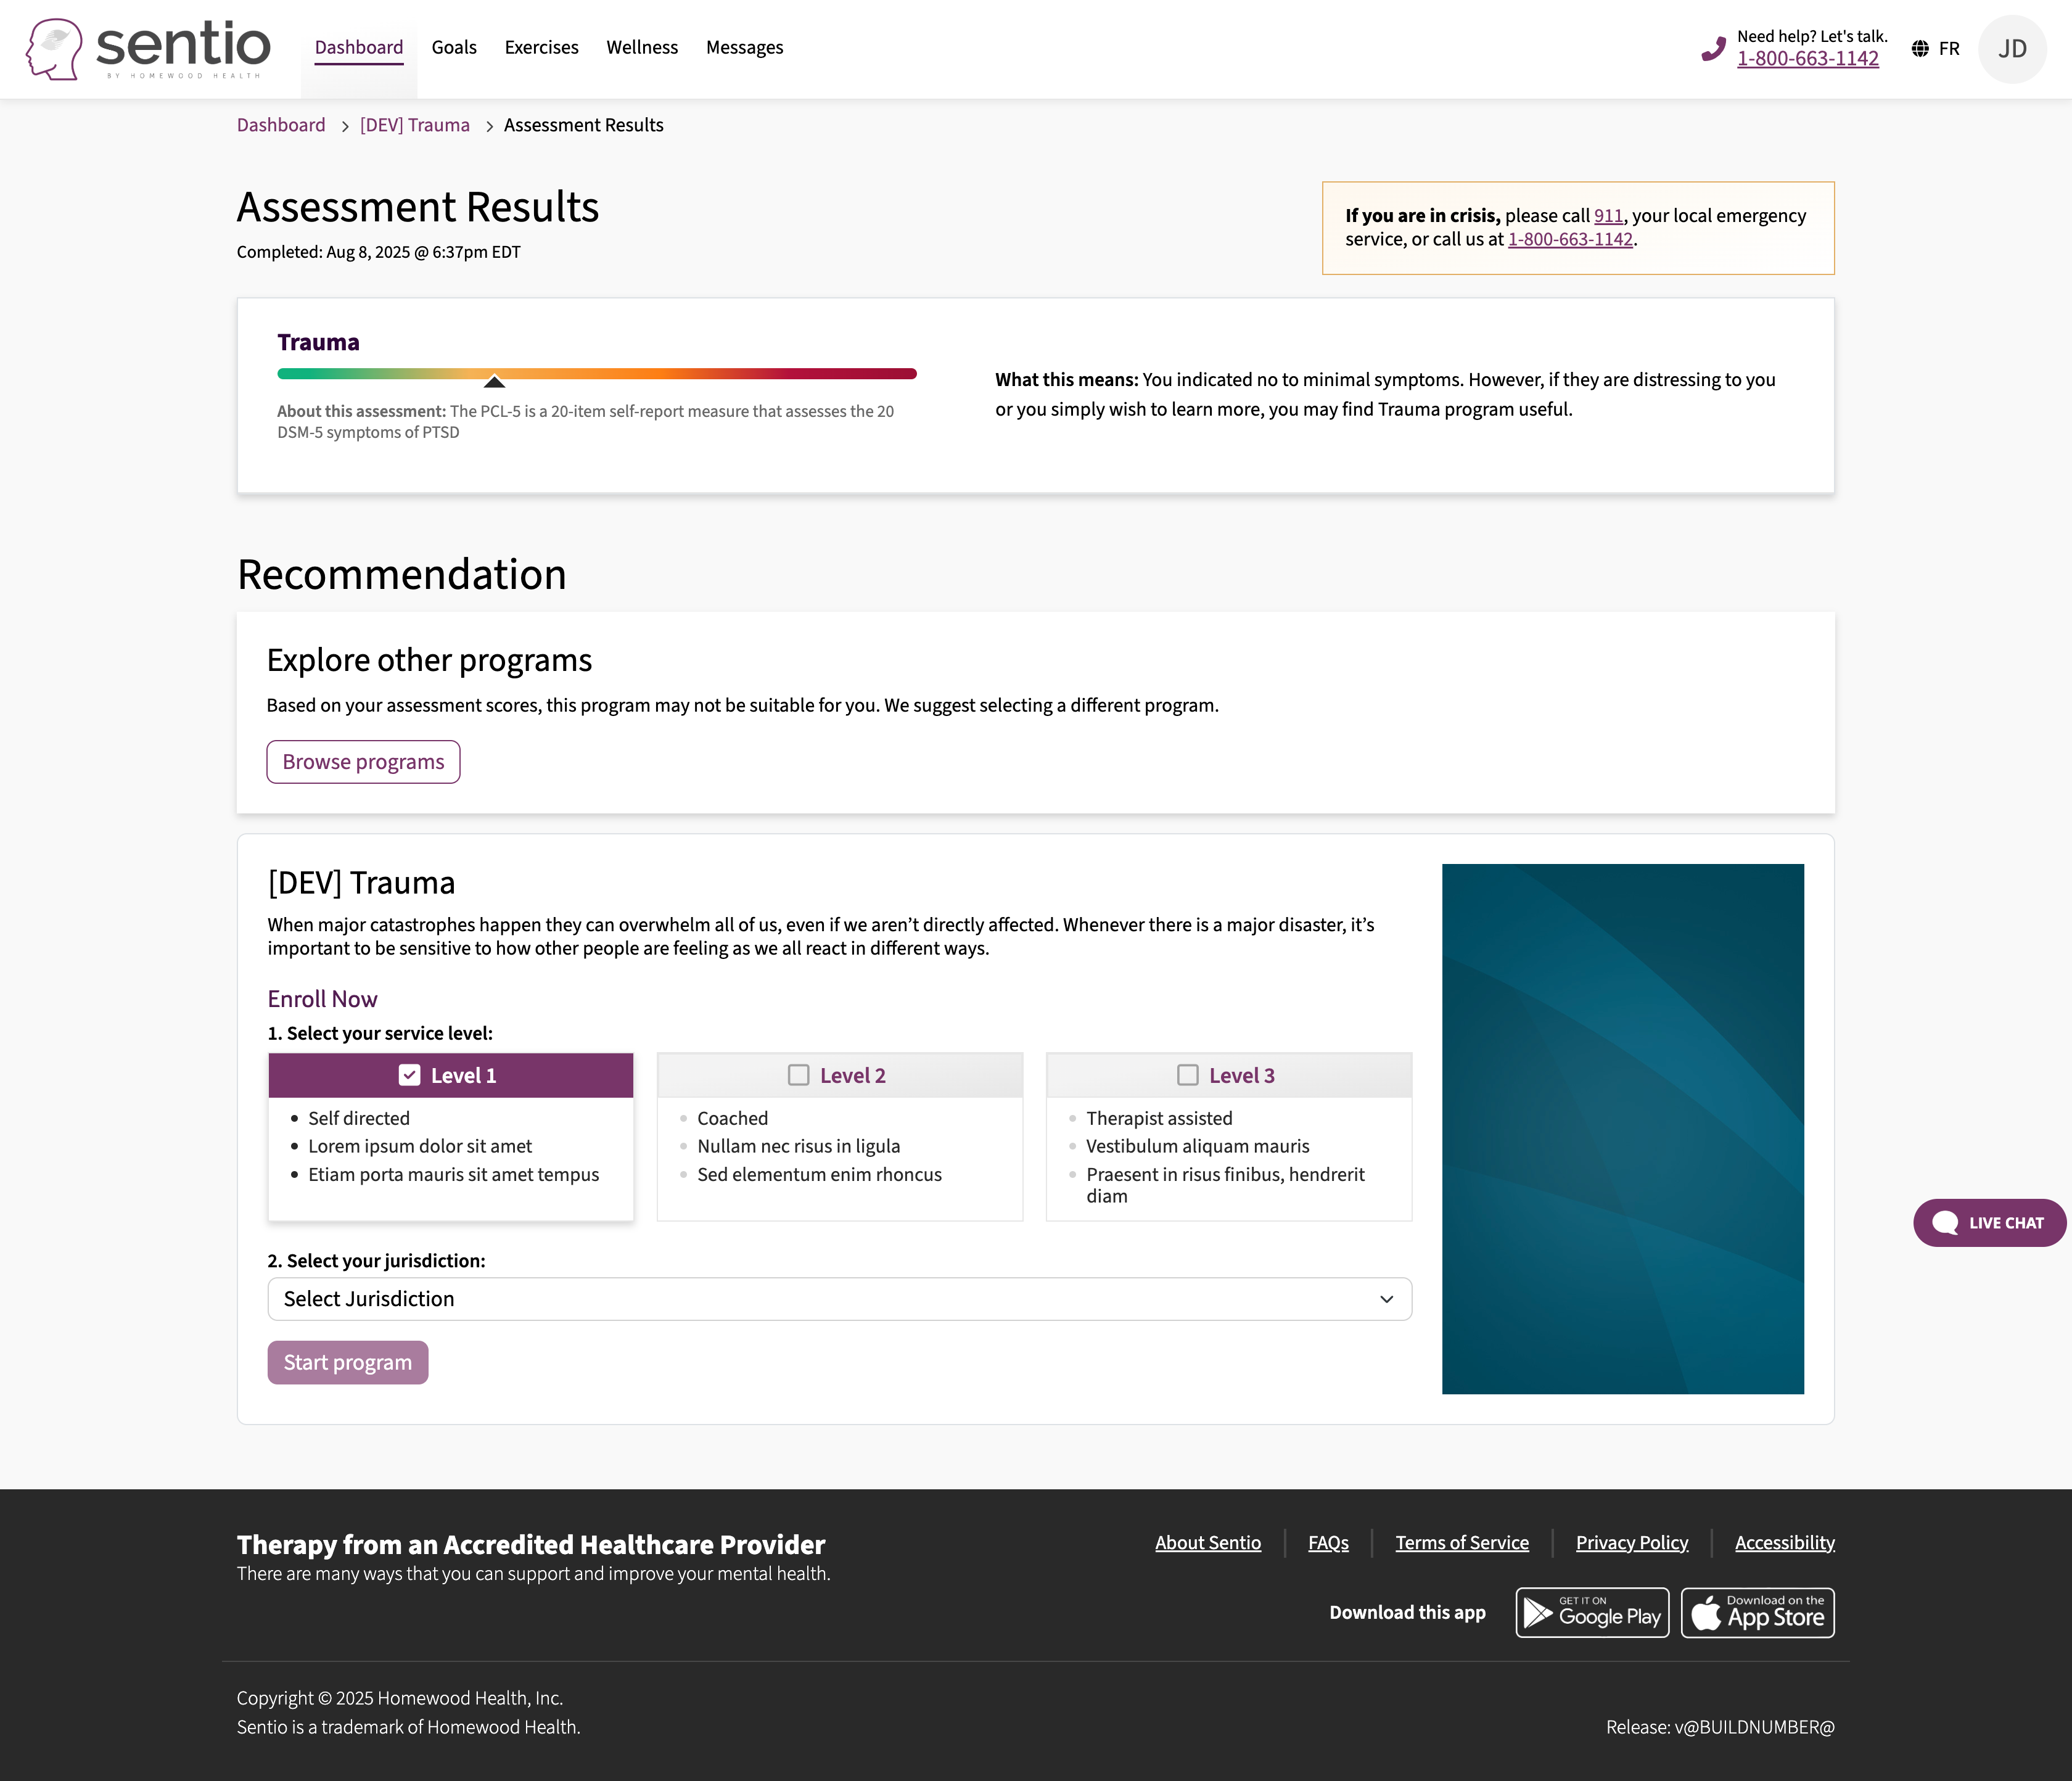 sentio
BY HOMEWOOD HEALTH
Dashboard
Goals
Exercises
Wellness
Messages
Need help? Let's talk.
1-800-663-1142
FR
JD
Dashboard > [DEV] Trauma > Assessment Results
Assessment Results
Completed: Aug 8, 2025 @ 6:37pm EDT
If you are in crisis, please call 911, your local emergency
service, or call us at 1-800-663-1142.
Trauma
About this assessment: The PCL-5 is a 20-item self-report measure that assesses the 20
DSM-5 symptoms of PTSD
What this means: You indicated no to minimal symptoms. However, if they are distressing to you
or you simply wish to learn more, you may find Trauma program useful.
Recommendation
Explore other programs
Based on your assessment scores, this program may not be suitable for you. We suggest selecting a different program.
Browse programs
[DEV] Trauma
When major catastrophes happen they can overwhelm all of us, even if we aren’t directly affected. Whenever there is a major disaster, it’s
important to be sensitive to how other people are feeling as we all react in different ways.
Enroll Now
1. Select your service level:
Level 1
• Self directed
• Lorem ipsum dolor sit amet
• Etiam porta mauris sit amet tempus
Level 2
• Coached
• Nullam nec risus in ligula
• Sed elementum enim rhoncus
Level 3
• Therapist assisted
• Vestibulum aliquam mauris
• Praesent in risus finibus, hendrerit
diam
2. Select your jurisdiction:
Select Jurisdiction
Start program
LIVE CHAT
Therapy from an Accredited Healthcare Provider
There are many ways that you can support and improve your mental health.
About Sentio
FAQs
Terms of Service
Privacy Policy
Accessibility
Download this app
GET IT ON
Google Play
Download on the
App Store
Copyright © 2025 Homewood Health, Inc.
Sentio is a trademark of Homewood Health.
Release: v@BUILDNUMBER@